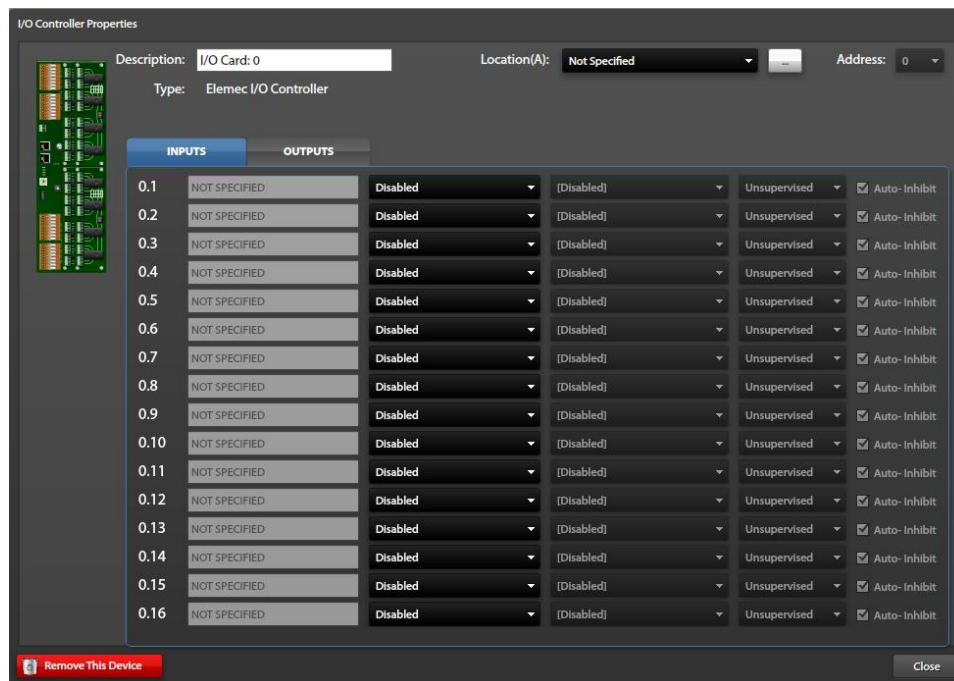 I/O Controller Properties
Description: I/O Card: 0 Location(A): Not Specified ... Address: 0
Type: Elemec I/O Controller
INPUTS OUTPUTS
0.1 NOT SPECIFIED Disabled [Disabled] Unsupervised Auto-Inhibit
0.2 NOT SPECIFIED Disabled [Disabled] Unsupervised Auto-Inhibit
0.3 NOT SPECIFIED Disabled [Disabled] Unsupervised Auto-Inhibit
0.4 NOT SPECIFIED Disabled [Disabled] Unsupervised Auto-Inhibit
0.5 NOT SPECIFIED Disabled [Disabled] Unsupervised Auto-Inhibit
0.6 NOT SPECIFIED Disabled [Disabled] Unsupervised Auto-Inhibit
0.7 NOT SPECIFIED Disabled [Disabled] Unsupervised Auto-Inhibit
0.8 NOT SPECIFIED Disabled [Disabled] Unsupervised Auto-Inhibit
0.9 NOT SPECIFIED Disabled [Disabled] Unsupervised Auto-Inhibit
0.10 NOT SPECIFIED Disabled [Disabled] Unsupervised Auto-Inhibit
0.11 NOT SPECIFIED Disabled [Disabled] Unsupervised Auto-Inhibit
0.12 NOT SPECIFIED Disabled [Disabled] Unsupervised Auto-Inhibit
0.13 NOT SPECIFIED Disabled [Disabled] Unsupervised Auto-Inhibit
0.14 NOT SPECIFIED Disabled [Disabled] Unsupervised Auto-Inhibit
0.15 NOT SPECIFIED Disabled [Disabled] Unsupervised Auto-Inhibit
0.16 NOT SPECIFIED Disabled [Disabled] Unsupervised Auto-Inhibit
Remove This Device Close